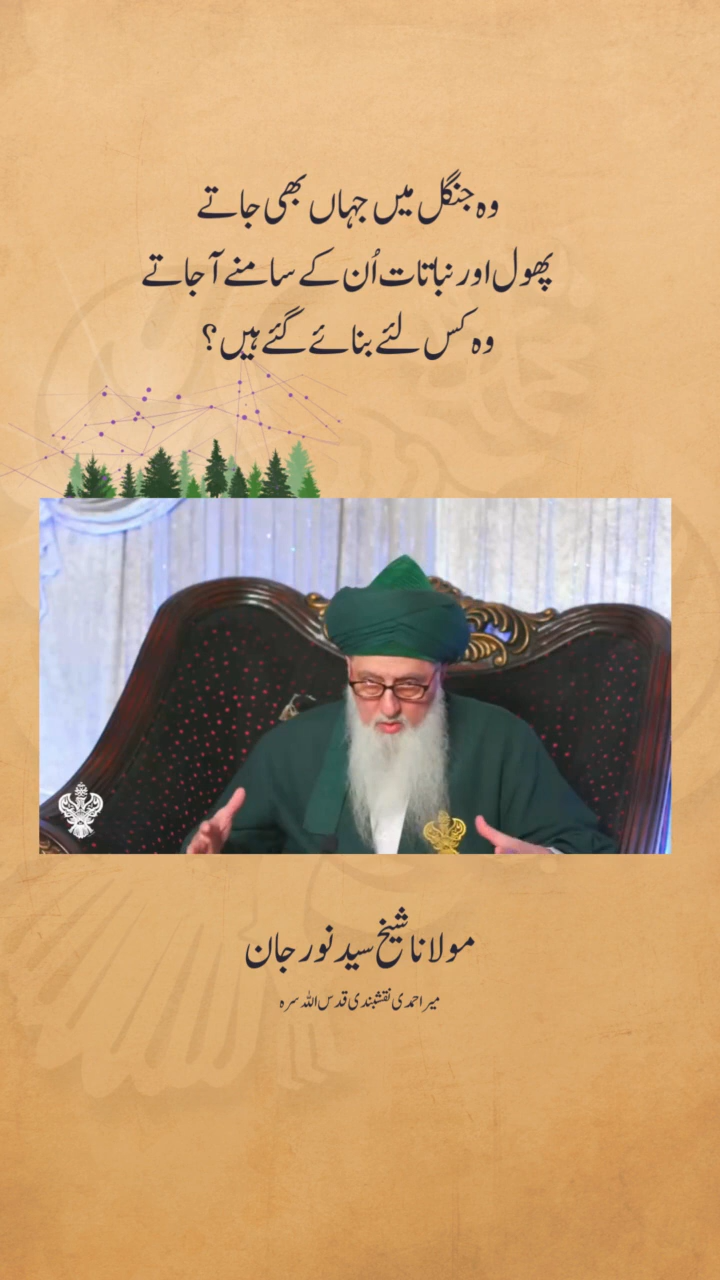 وہ جنگل میں جہاں بھی جاتے
پھول اور نباتات اُن کے سامنے آ جاتے
وہ کس لئے بنائے گئے ہیں؟
مولانا شیخ سید نور جان
میر احمدی نقشبندی قدس اللہ سرہ